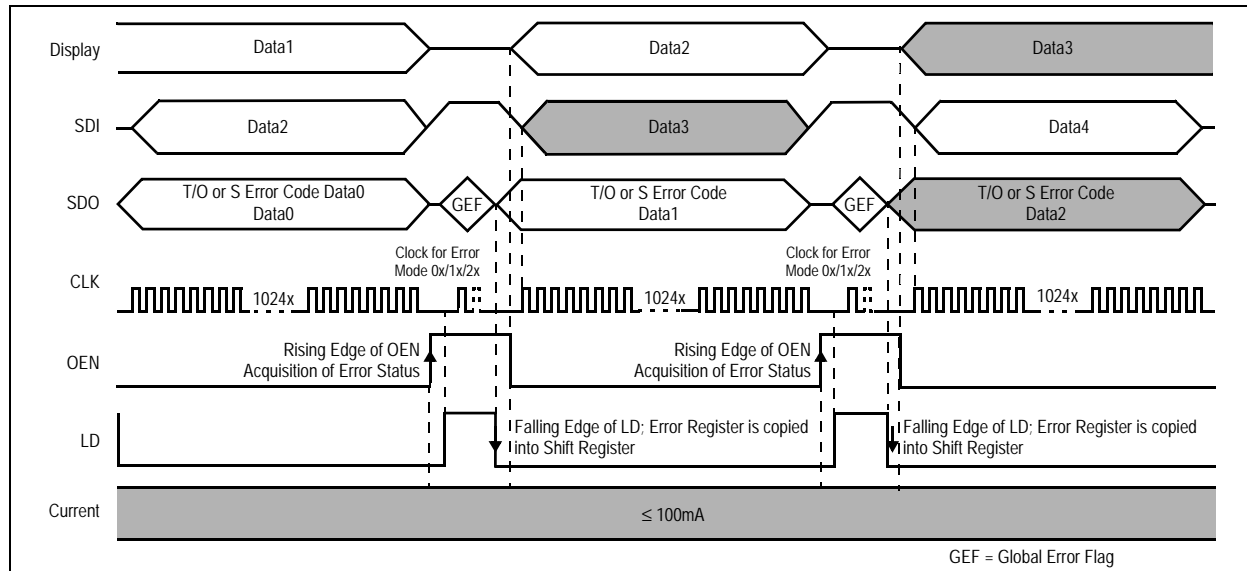 Display
Data1
Data2
Data3
SDI
Data2
Data3
Data4
SDO
T/O or S Error Code Data0
Data0
GEF
T/O or S Error Code
Data1
GEF
T/O or S Error Code
Data2
Clock for Error
Mode 0x/1x/2x
Clock for Error
Mode 0x/1x/2x
CLK
1024x
1024x
1024x
OEN
Rising Edge of OEN
Acquisition of Error Status
Rising Edge of OEN
Acquisition of Error Status
LD
Falling Edge of LD; Error Register is copied
into Shift Register
Falling Edge of LD; Error Register is copied
into Shift Register
Current
≤ 100mA
GEF = Global Error Flag